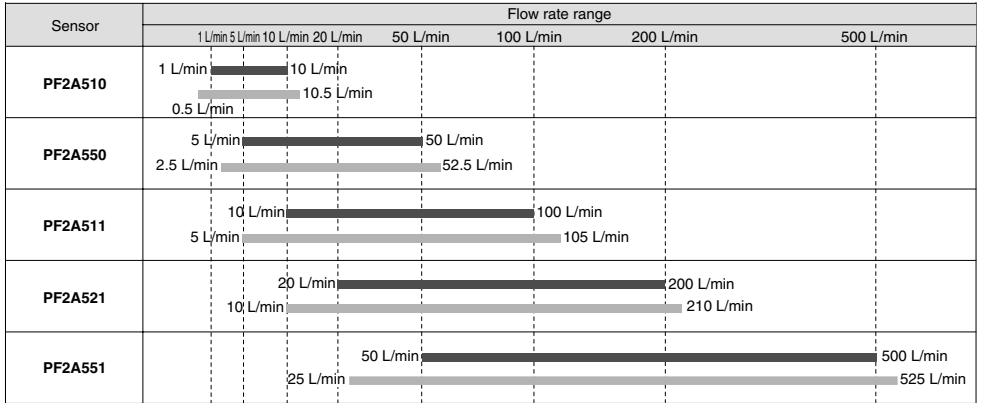 Sensor
Flow rate range
1 L/min 5 L/min 10 L/min 20 L/min 50 L/min 100 L/min 200 L/min 500 L/min
PF2A510
1 L/min 10 L/min
0.5 L/min 10.5 L/min
PF2A550
5 L/min 50 L/min
2.5 L/min 52.5 L/min
PF2A511
10 L/min 100 L/min
5 L/min 105 L/min
PF2A521
20 L/min 200 L/min
10 L/min 210 L/min
PF2A551
50 L/min 500 L/min
25 L/min 525 L/min